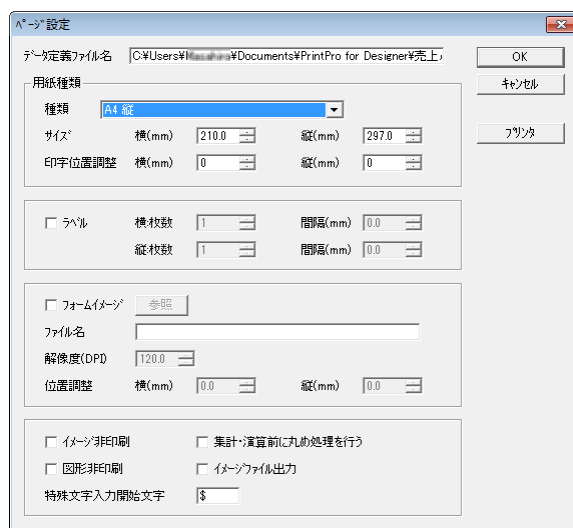 ページ設定
データ定義ファイル名 C:¥Users¥ ¥Documents¥PrintPro for Designer¥売上
OK
用紙種類
キャンセル
種類 A4 縦
サイズ 横(mm) 210.0 縦(mm) 297.0
プリンタ
印字位置調整 横(mm) 0 縦(mm) 0
ラベル 横:枚数 1 間隔(mm) 0.0
縦:枚数 1 間隔(mm) 0.0
フォームイメージ 参照
ファイル名
解像度(DPI) 120.0
位置調整 横(mm) 0.0 縦(mm) 0.0
イメージ非印刷 集計・演算前に丸め処理を行う
図形非印刷 イメージファイル出力
特殊文字入力開始文字 $